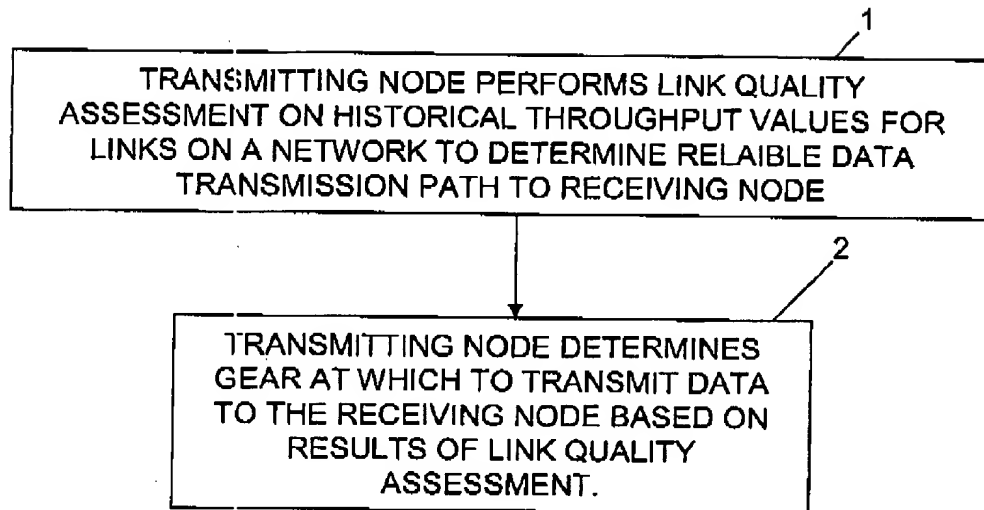 1
TRANSMITTING NODE PERFORMS LINK QUALITY
ASSESSMENT ON HISTORICAL THROUGHPUT VALUES FOR
LINKS ON A NETWORK TO DETERMINE RELAIBLE DATA
TRANSMISSION PATH TO RECEIVING NODE
2
TRANSMITTING NODE DETERMINES
GEAR AT WHICH TO TRANSMIT DATA
TO THE RECEIVING NODE BASED ON
RESULTS OF LINK QUALITY
ASSESSMENT.